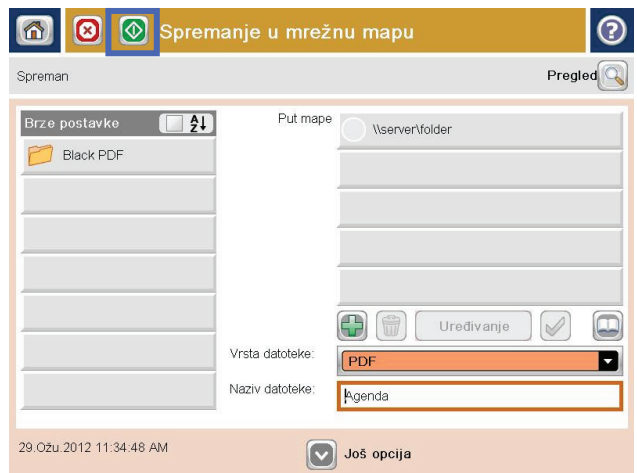 Spremanje u mrežnu mapu
Spreman
Pregled
Brze postavke
Put mape
\\server\folder
Black PDF
Uređivanje
Vrsta datoteke:
PDF
Naziv datoteke:
Agenda
29.Ožu.2012 11:34:48 AM
Još opcija